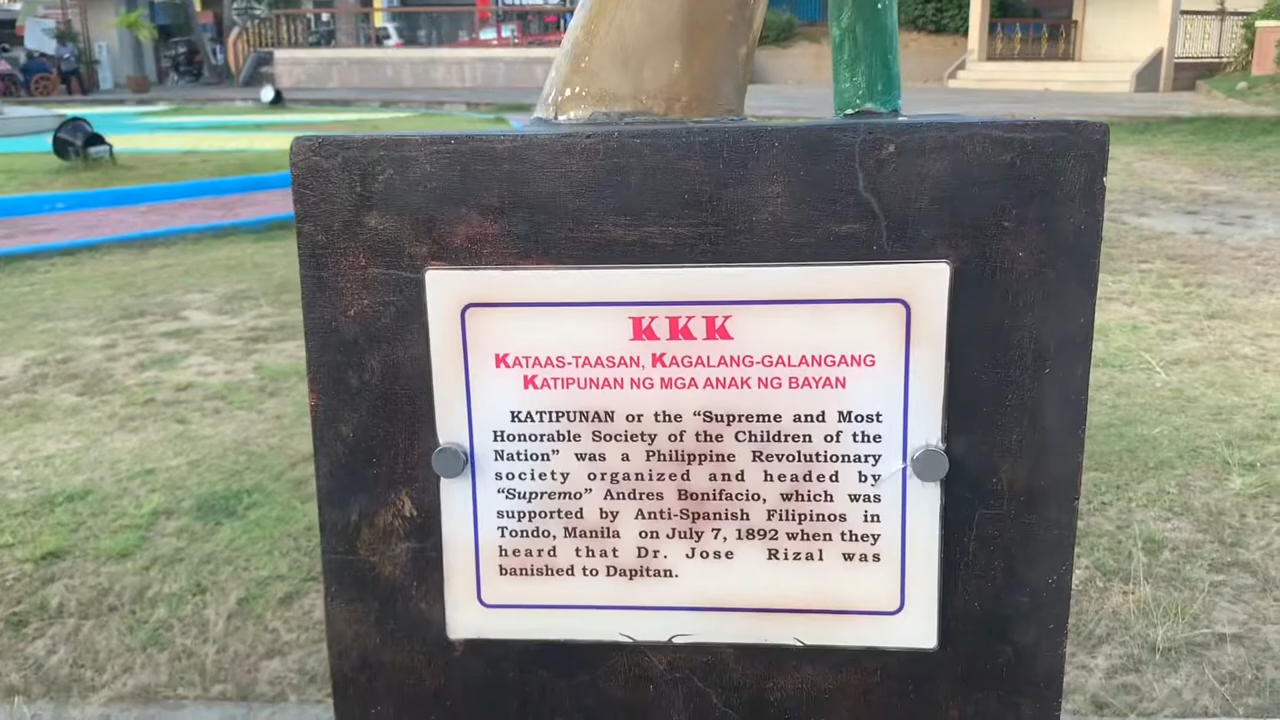 KKK
KATAAS-TAASAN, KAGALANG-GALANGANG
KATIPUNAN NG MGA ANAK NG BAYAN
KATIPUNAN or the “Supreme and Most
Honorable Society of the Children of the
Nation” was a Philippine Revolutionary
society organized and headed by
“Supremo” Andres Bonifacio, which was
supported by Anti-Spanish Filipinos in
Tondo, Manila on July 7, 1892 when they
heard that Dr. Jose Rizal was
banished to Dapitan.